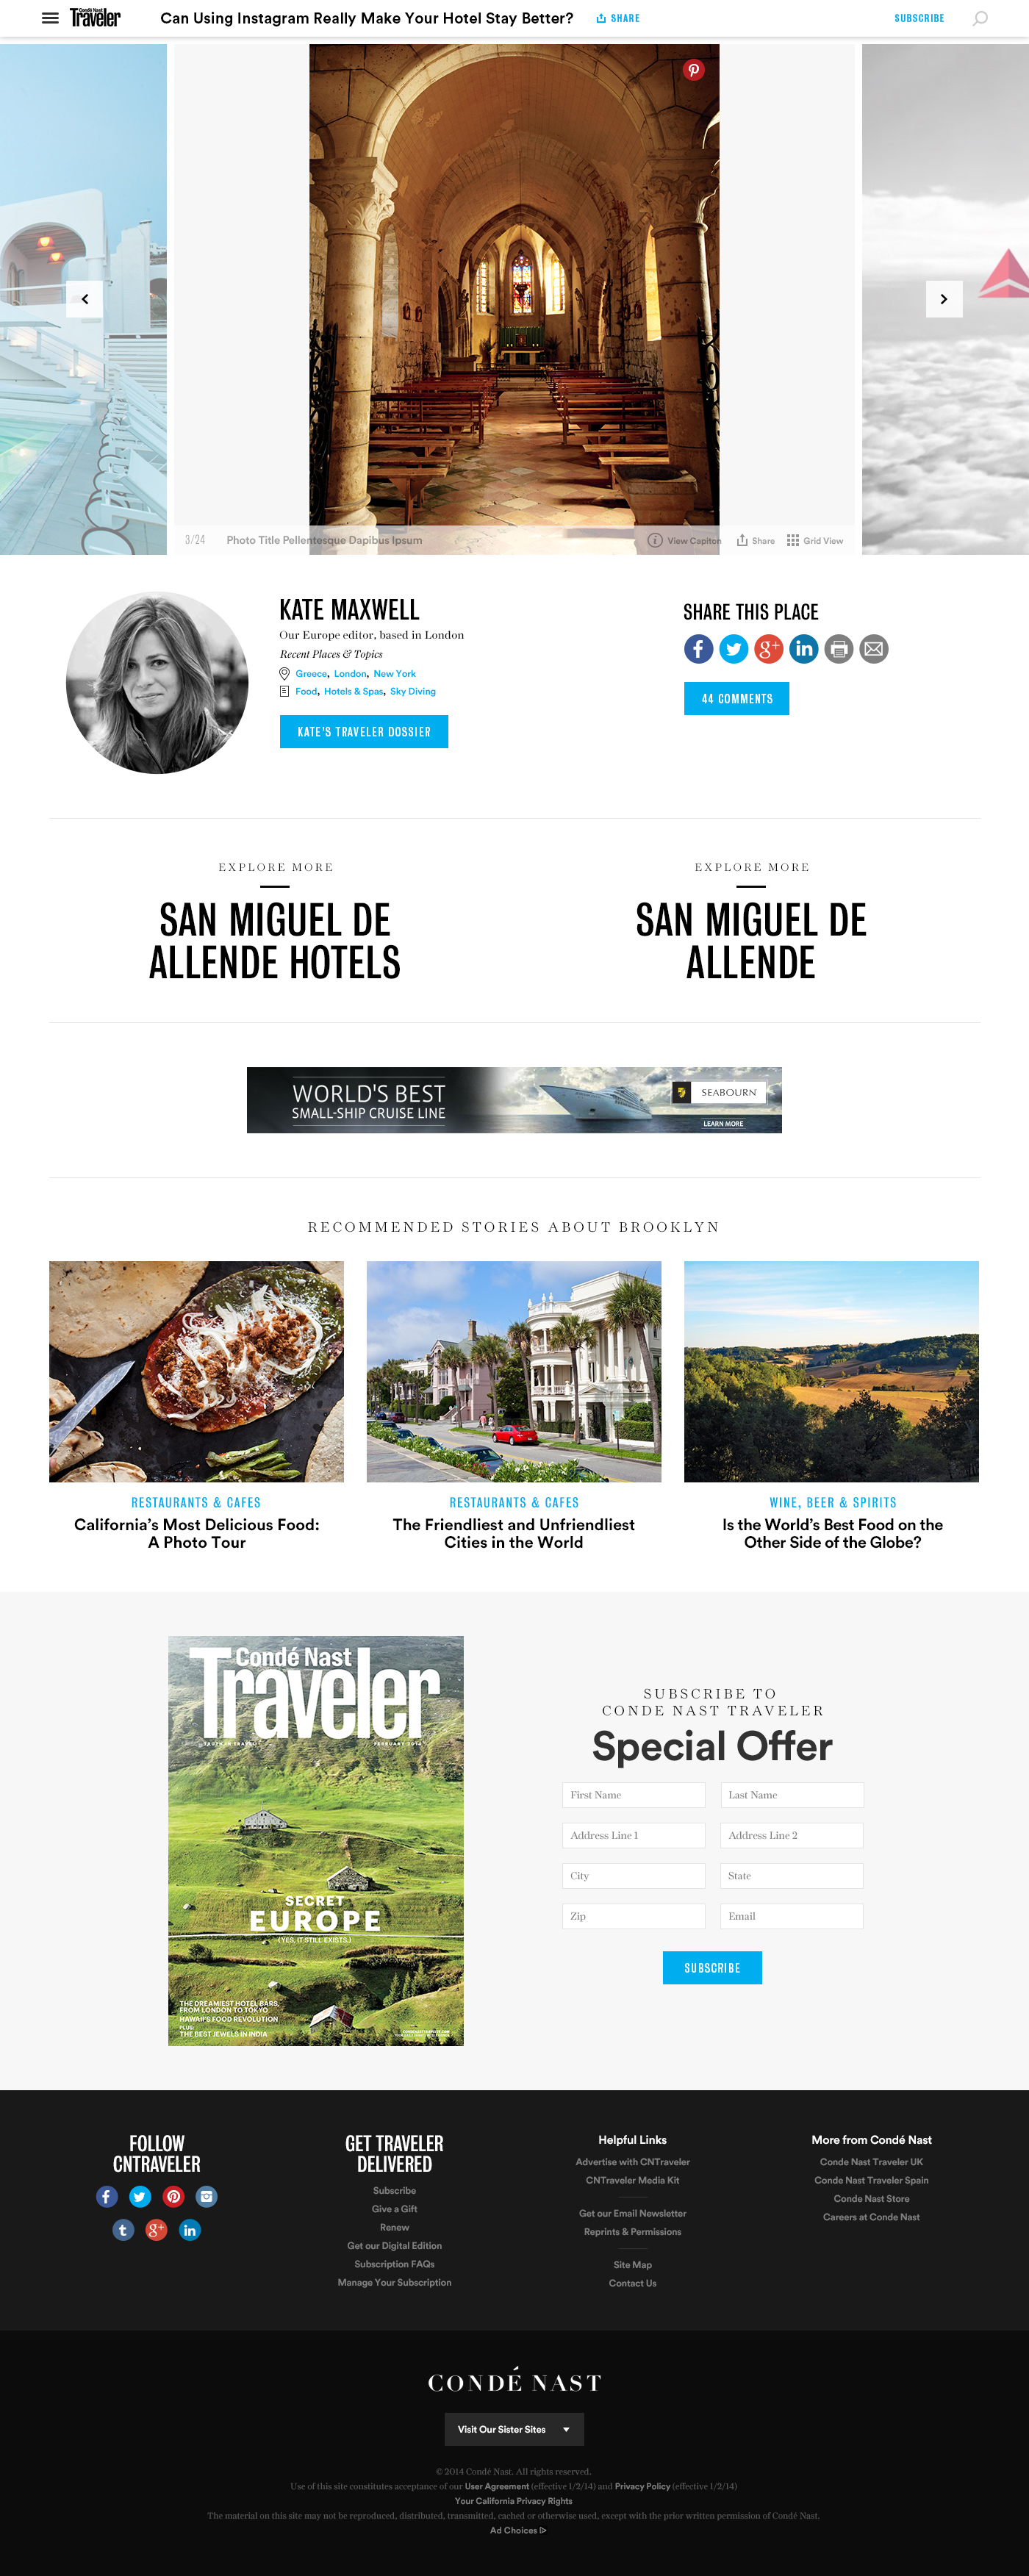 Condé Nast
Traveler
Can Using Instagram Really Make Your Hotel Stay Better?
SHARE
SUBSCRIBE
3/24
Photo Title Pellentesque Dapibus Ipsum
View Capiton
Share
Grid View
KATE MAXWELL
Our Europe editor, based in London
Recent Places & Topics
Greece, London, New York
Food, Hotels & Spas, Sky Diving
KATE'S TRAVELER DOSSIER
SHARE THIS PLACE
44 COMMENTS
EXPLORE MORE
SAN MIGUEL DE
ALLENDE HOTELS
EXPLORE MORE
SAN MIGUEL DE
ALLENDE
WORLD'S BEST
SMALL-SHIP CRUISE LINE
SEABOURN
LEARN MORE
RECOMMENDED STORIES ABOUT BROOKLYN
RESTAURANTS & CAFES
California's Most Delicious Food:
A Photo Tour
RESTAURANTS & CAFES
The Friendliest and Unfriendliest
Cities in the World
WINE, BEER & SPIRITS
Is the World's Best Food on the
Other Side of the Globe?
Condé Nast
Traveler
TRUTH IN TRAVEL
FEBRUARY 2014
SECRET
EUROPE
(YES, IT STILL EXISTS.)
THE DREAMIEST HOTEL BARS,
FROM LONDON TO TOKYO
HAWAII'S FOOD REVOLUTION
PLUS:
THE BEST JEWELS IN INDIA
SUBSCRIBE TO
CONDE NAST TRAVELER
Special Offer
First Name
Last Name
Address Line 1
Address Line 2
City
State
Zip
Email
SUBSCRIBE
FOLLOW
CNTRAVELER
GET TRAVELER
DELIVERED
Subscribe
Give a Gift
Renew
Get our Digital Edition
Subscription FAQs
Manage Your Subscription
Helpful Links
Advertise with CNTraveler
CNTraveler Media Kit
Get our Email Newsletter
Reprints & Permissions
Site Map
Contact Us
More from Condé Nast
Conde Nast Traveler UK
Conde Nast Traveler Spain
Conde Nast Store
Careers at Conde Nast
CONDÉ NAST
Visit Our Sister Sites
© 2014 Condé Nast. All rights reserved.
Use of this site constitutes acceptance of our User Agreement (effective 1/2/14) and Privacy Policy (effective 1/2/14)
Your California Privacy Rights
The material on this site may not be reproduced, distributed, transmitted, cached or otherwise used, except with the prior written permission of Condé Nast.
Ad Choices